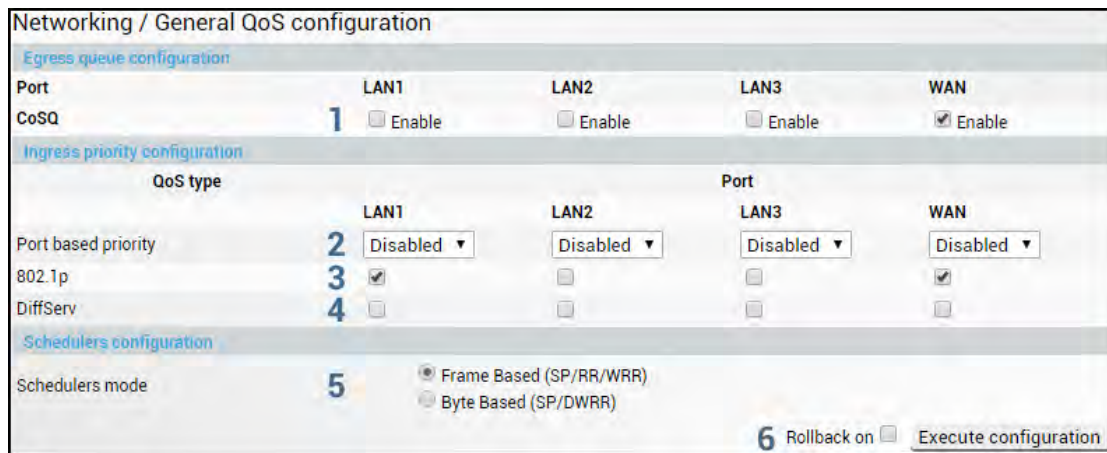 Networking / General QoS configuration
Egress queue configuration
Port LAN1 LAN2 LAN3 WAN
CoSQ 1 Enable Enable Enable Enable
Ingress priority configuration
QoS type Port
LAN1 LAN2 LAN3 WAN
Port based priority 2 Disabled Disabled Disabled Disabled
802.1p 3
DiffServ 4
Schedulers configuration
Schedulers mode 5 Frame Based (SP/RR/WRR)
Byte Based (SP/DWRR)
6 Rollback on Execute configuration